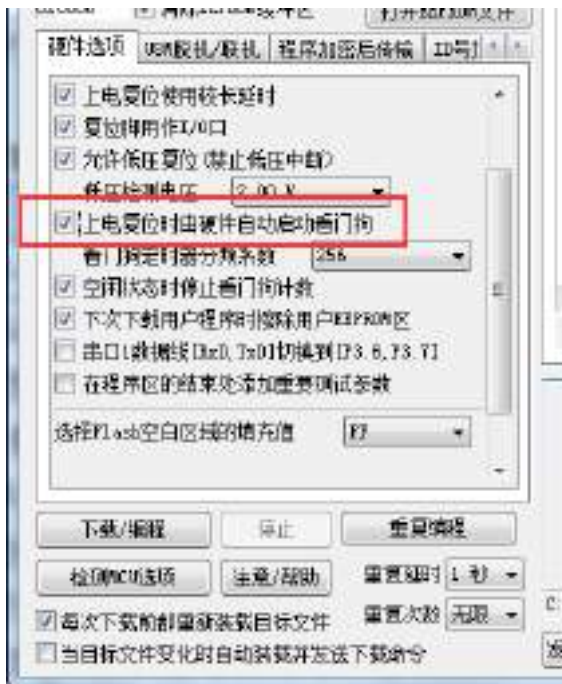 打开EEPROM文件
硬件选项 USB脱机/联机 程序加密后传输 ID号
上电复位使用较长延时
复位脚用作I/O口
允许低压复位(禁止低压中断)
低压检测电压 2.00 V
上电复位时由硬件自动启动看门狗
看门狗定时器分频系数 256
空闲状态时停止看门狗计数
下次下载用户程序时擦除用户EEPROM区
串口1数据线[RxD, TxD]切换到[P3.6, P3.7]
在程序区的结束处添加重要测试参数
选择Flash空白区域的填充值 FF
下载/编程 停止 重复编程
检测MCU选项 注意/帮助 重复延时 1 秒
每次下载前都重新装载目标文件 重复次数 无限
当目标文件变化时自动装载并发送下载命令